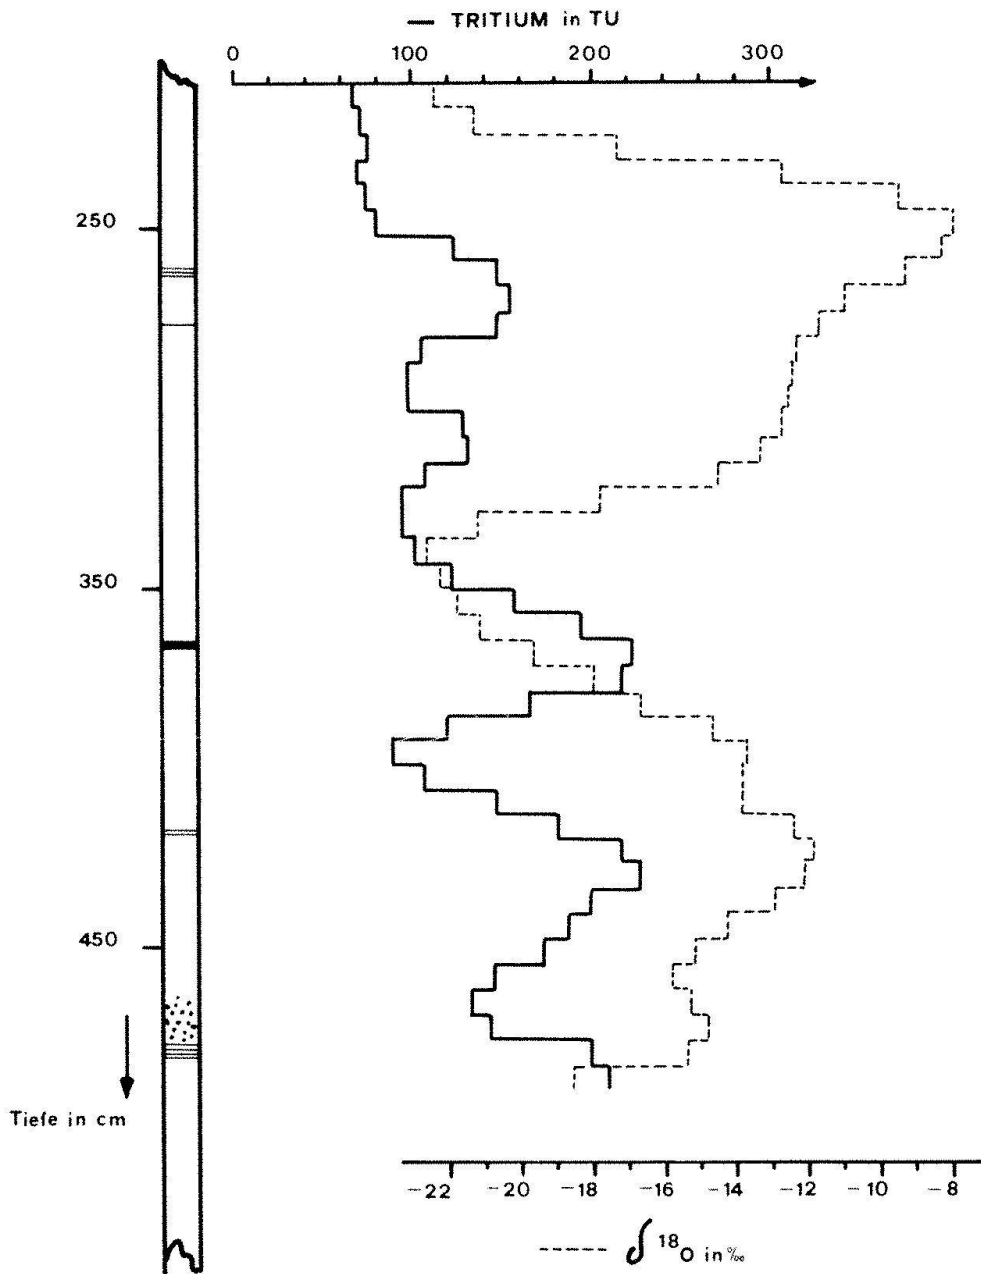 — TRITIUM in TU
0 100 200 300
250
350
450
Tiefe in cm
-22 -20 -18 -16 -14 -12 -10 -8
---- δ ¹⁸O in ‰